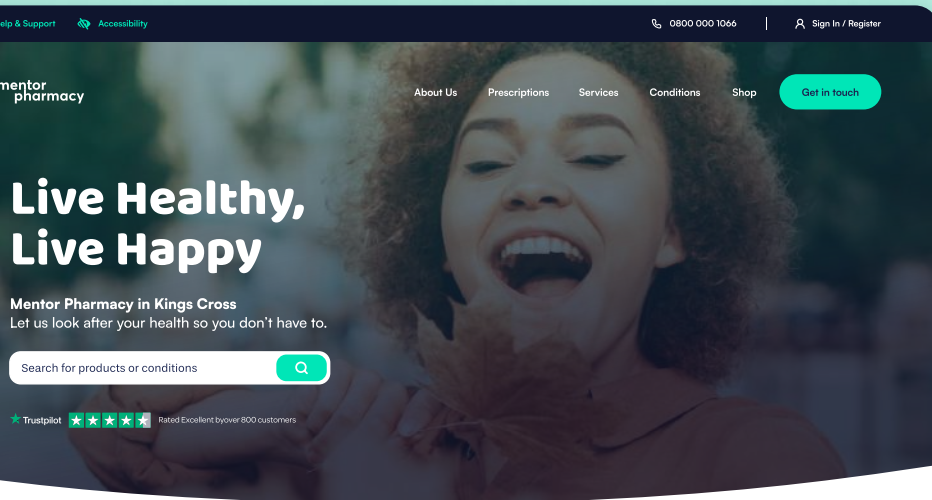 elp & Support
Accessibility
0800 000 1066
Sign In / Register
mentor
pharmacy
About Us
Prescriptions
Services
Conditions
Shop
Get in touch
Live Healthy,
Live Happy
Mentor Pharmacy in Kings Cross
Let us look after your health so you don't have to.
Search for products or conditions
Trustpilot
Rated Excellent byover 800 customers